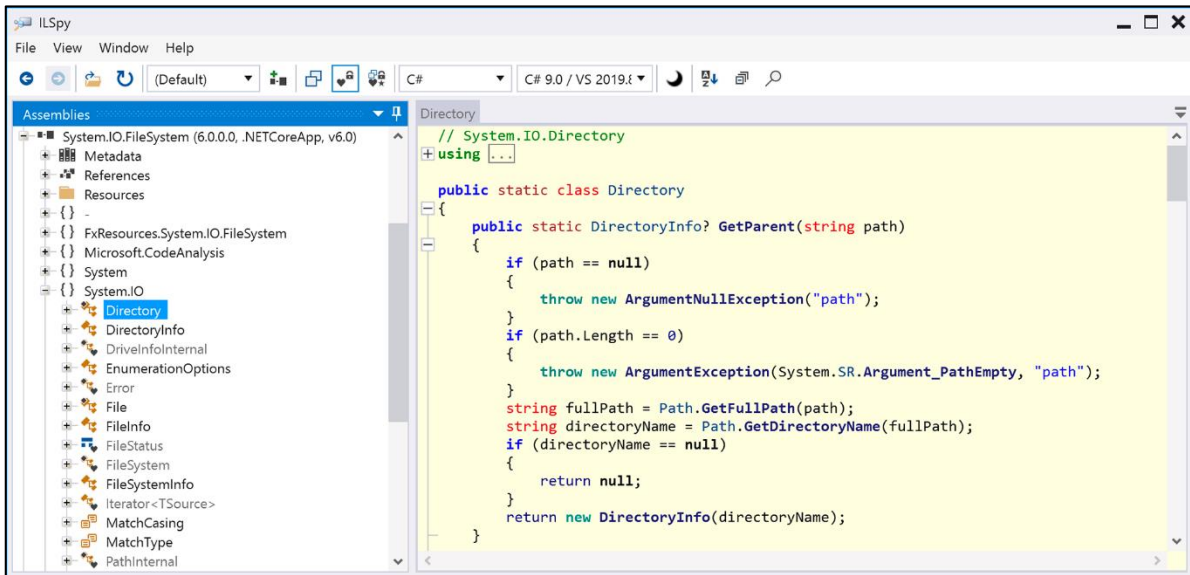 ILSpy
File View Window Help
(Default) C# C# 9.0 / VS 2019.8
Assemblies
System.IO.FileSystem (6.0.0.0, .NETCoreApp, v6.0)
Metadata
References
Resources
{ } -
{ } FxResources.System.IO.FileSystem
{ } Microsoft.CodeAnalysis
{ } System
{ } System.IO
Directory
DirectoryInfo
DriveInfoInternal
EnumerationOptions
Error
File
FileInfo
FileStatus
FileSystem
FileSystemInfo
Iterator<TSource>
MatchCasing
MatchType
PathInternal
Directory
// System.IO.Directory
using ...
public static class Directory
{
public static DirectoryInfo? GetParent(string path)
{
if (path == null)
{
throw new ArgumentNullException("path");
}
if (path.Length == 0)
{
throw new ArgumentException(System.SR.Argument_PathEmpty, "path");
}
string fullPath = Path.GetFullPath(path);
string directoryName = Path.GetDirectoryName(fullPath);
if (directoryName == null)
{
return null;
}
return new DirectoryInfo(directoryName);
}